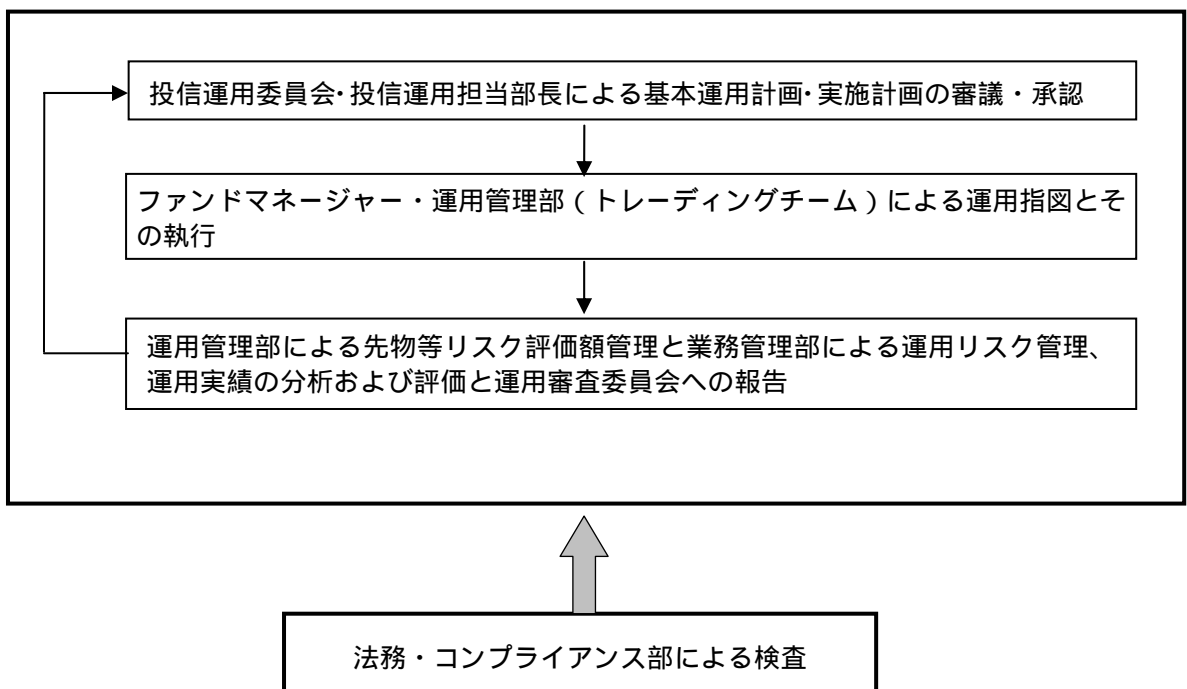 投信運用委員会・投信運用担当部長による基本運用計画・実施計画の審議・承認
ファンドマネージャー・運用管理部(トレーディングチーム)による運用指図とそ
の執行
運用管理部による先物等リスク評価額管理と業務管理部による運用リスク管理、
運用実績の分析および評価と運用審査委員会への報告
法務・コンプライアンス部による検査